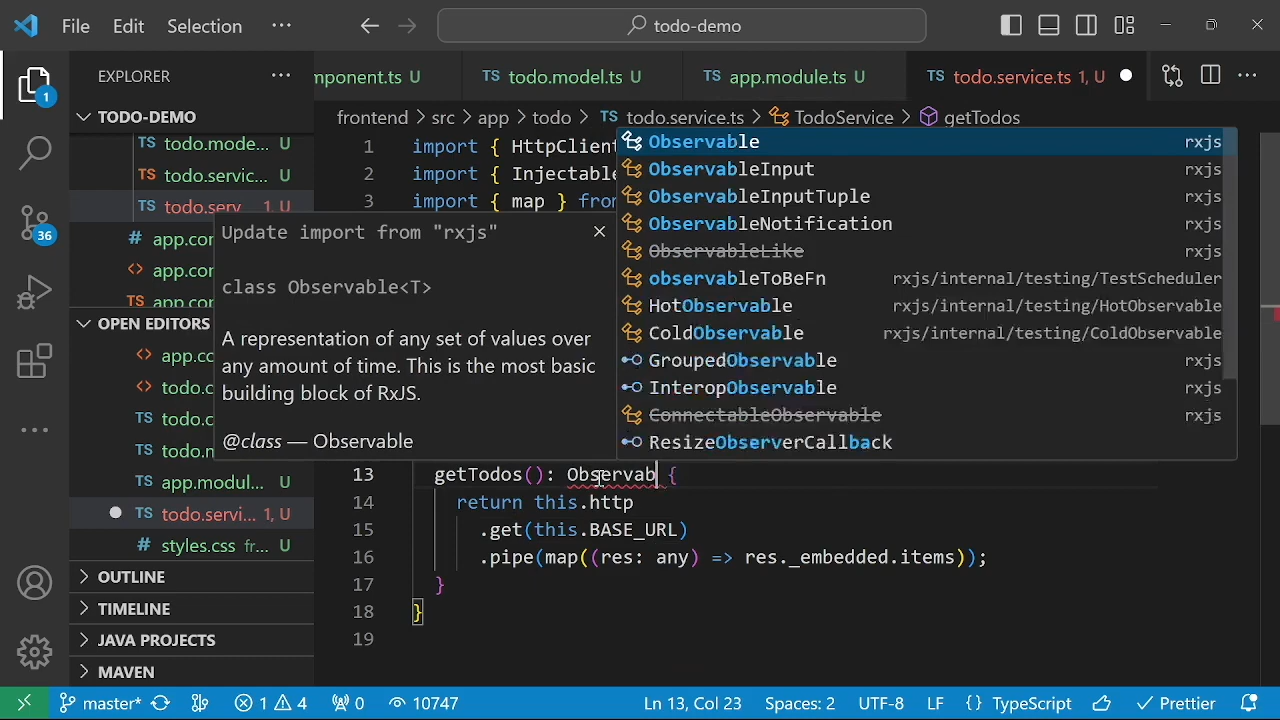 File Edit Selection ··· todo-demo
EXPLORER ···
mponent.ts U TS todo.model.ts U TS app.module.ts U TS todo.service.ts 1, U ···
TODO-DEMO
frontend > src > app > todo > TS todo.service.ts > TodoService > getTodos
TS todo.mode... U
TS todo.servic... U
TS todo.serv 1, U
# app.con
<> app.con
TS app.con
1 import { HttpClient
2 import { Injectable
3 import { map } fro
Observable rxjs
ObservableInput rxjs
ObservableInputTuple rxjs
ObservableNotification rxjs
ObservableLike rxjs
observableToBeFn rxjs/internal/testing/TestScheduler
HotObservable rxjs/internal/testing/HotObservable
ColdObservable rxjs/internal/testing/ColdObservable
GroupedObservable rxjs
InteropObservable rxjs
ConnectableObservable rxjs
ResizeObserverCallback
Update import from "rxjs"
class Observable<T>
A representation of any set of values over
any amount of time. This is the most basic
building block of RxJS.
@class — Observable
OPEN EDITORS
<> app.co
<> todo.c
TS todo.c
TS todo.m
TS app.modul... U
TS todo.servi... 1, U
# styles.css fr... U
13 getTodos(): Observab {
14 return this.http
15 .get(this.BASE_URL)
16 .pipe(map((res: any) => res._embedded.items));
17 }
18 }
19
OUTLINE
TIMELINE
JAVA PROJECTS
MAVEN
1
36
master* 1 4 0 10747 Ln 13, Col 23 Spaces: 2 UTF-8 LF {} TypeScript Prettier